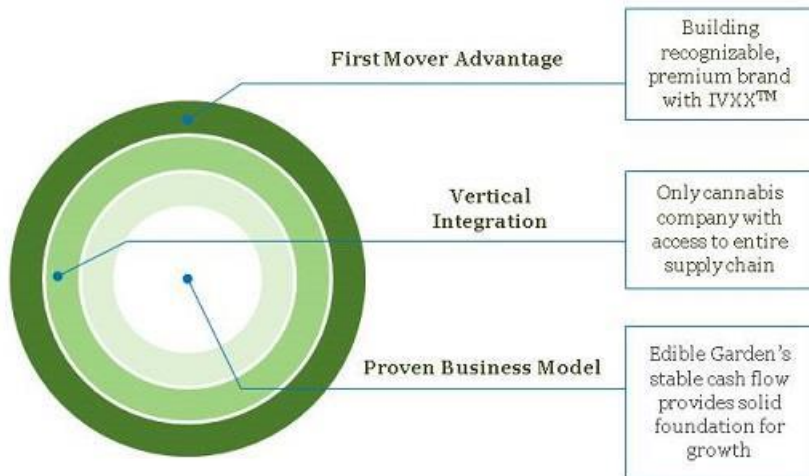 First Mover Advantage
Building
recognizable,
premium brand
with IVXX™
Vertical
Integration
Only cannabis
company with
access to entire
supply chain
Proven Business Model
Edible Garden's
stable cash flow
provides solid
foundation for
growth